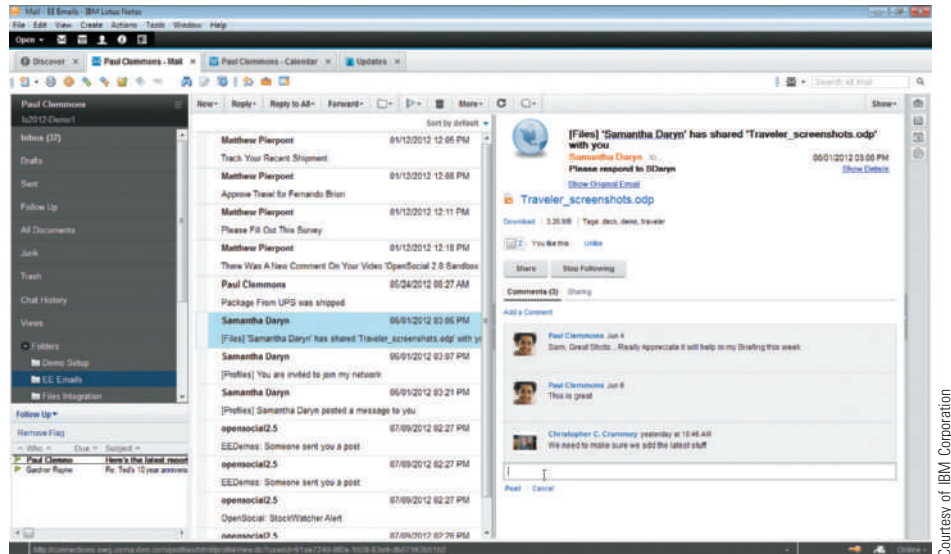 Mail - EE Emails - IBM Lotus Notes
File Edit View Create Actions Tools Window Help
Open
Discover × Paul Clemmons - Mail × Paul Clemmons - Calendar × Updates ×
Search All Mail
Paul Clemmons
ls2012-Demo1
Inbox (37)
Drafts
Sent
Follow Up
All Documents
Junk
Trash
Chat History
Views
Folders
Demo Setup
EE Emails
Files Integration
Follow Up
Remove Flag
Who Due Subject
Paul Clemmo Here's the latest report
Gardner Rayne Re: Ted's 10 year annivers
New Reply Reply to All Forward More Show
Sort by default
Matthew Pierpont 01/12/2012 12:05 PM
Track Your Recent Shipment
Matthew Pierpont 01/12/2012 12:08 PM
Approve Travel for Fernando Brion
Matthew Pierpont 01/12/2012 12:11 PM
Please Fill Out This Survey
Matthew Pierpont 01/12/2012 12:18 PM
There Was A New Comment On Your Video 'OpenSocial 2.0 Sandbox
Paul Clemmons 05/24/2012 08:27 AM
Package From UPS was shipped
Samantha Daryn 06/01/2012 03:06 PM
[Files] 'Samantha Daryn' has shared 'Traveler_screenshots.odp' with yo
Samantha Daryn 06/01/2012 03:07 PM
[Profiles] You are invited to join my network
Samantha Daryn 06/01/2012 03:21 PM
[Profiles] Samantha Daryn posted a message to you
opensocial2.5 07/09/2012 02:27 PM
EEDemos: Someone sent you a post
opensocial2.5 07/09/2012 02:27 PM
EEDemos: Someone sent you a post
opensocial2.5 07/09/2012 02:27 PM
OpenSocial: StockWatcher Alert
opensocial2.5 07/09/2012 02:26 PM
[Files] 'Samantha Daryn' has shared 'Traveler_screenshots.odp'
with you
Samantha Daryn to 06/01/2012 03:06 PM
Please respond to SDaryn Show Details
Show Original Email
Traveler_screenshots.odp
Download 3.26 MB Tags: deck, demo, traveler
2 You like this Unlike
Share Stop Following
Comments (3) Sharing
Add a Comment
Paul Clemmons Jun 4
Sam, Great Shots... Really Appreciate it will help in my Briefing this week
Paul Clemmons Jun 6
This is great
Christopher C. Crummey yesterday at 10:46 AM
We need to make sure we add the latest stuff
Post Cancel
Online
Courtesy of IBM Corporation